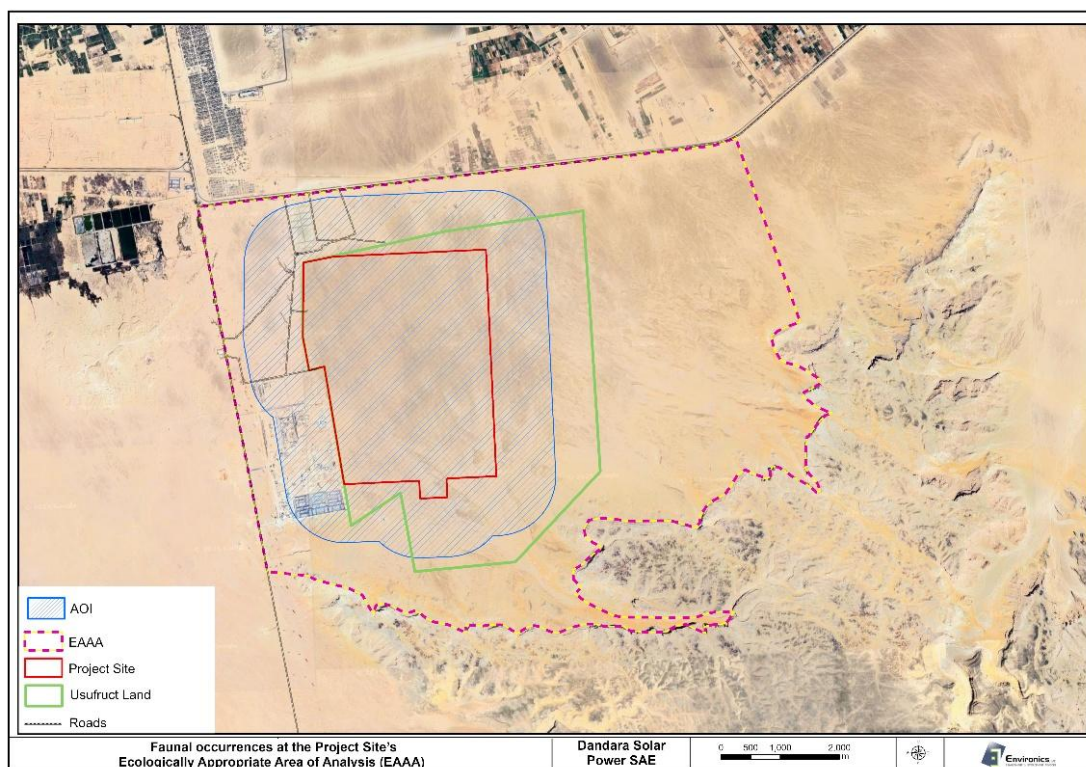 AOI
EAAA
Project Site
Usufruct Land
Roads
Faunal occurrences at the Project Site's
Ecologically Appropriate Area of Analysis (EAAA)
Dandara Solar
Power SAE
0 500 1,000 2,000
m
Environics